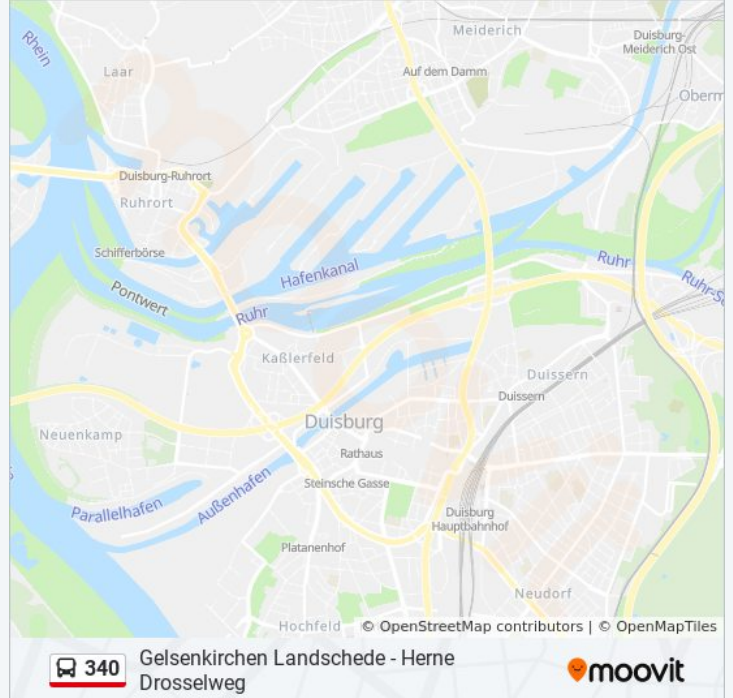 Rhein
Meiderich
Duisburg-
Meiderich Ost
Laar
Auf dem Damm
Oberm
Duisburg-Ruhrort
Ruhrort
Schifferbörse
Hafenkanal
Ruhr
Ruhr-S
Pontwert
Ruhr
Kaßlerfeld
Duissern
Duissern
Duisburg
Neuenkamp
Rathaus
Steinsche Gasse
Außenhafen
Parallelhafen
Duisburg
Hauptbahnhof
Platanenhof
Neudorf
Hochfeld
© OpenStreetMap contributors | © OpenMapTiles
340
Gelsenkirchen Landschede - Herne
Drosselweg
moovit